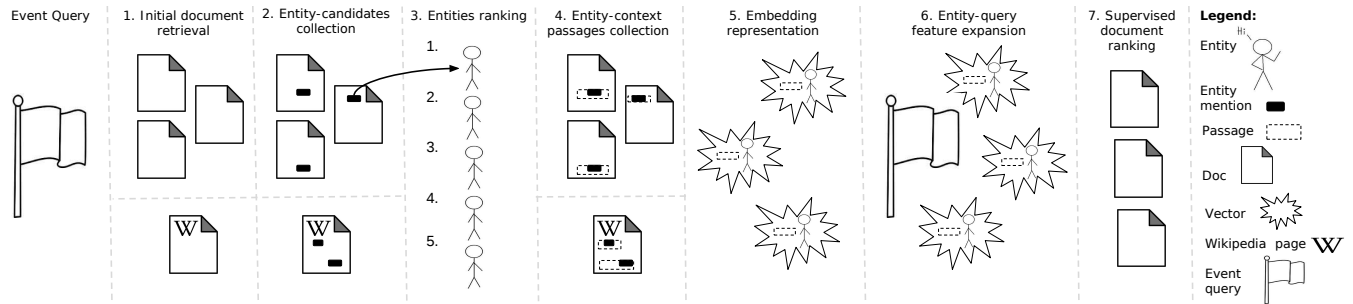 Event Query
1. Initial document
retrieval
2. Entity-candidates
collection
3. Entities ranking
1.
2.
3.
4.
5.
4. Entity-context
passages collection
5. Embedding
representation
6. Entity-query
feature expansion
7. Supervised
document
ranking
W
W
W
Legend:
Hi
Entity
Entity
mention
Passage
Doc
Vector
Wikipedia page W
Event
query